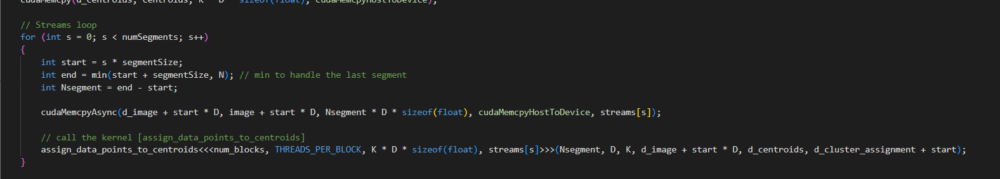 cudaMemcpy(d_centroids, centroids, K * D * sizeof(float), cudaMemcpyHostToDevice);
// Streams loop
for (int s = 0; s < numSegments; s++)
{
int start = s * segmentSize;
int end = min(start + segmentSize, N); // min to handle the last segment
int Nsegment = end - start;
cudaMemcpyAsync(d_image + start * D, image + start * D, Nsegment * D * sizeof(float), cudaMemcpyHostToDevice, streams[s]);
// call the kernel [assign_data_points_to_centroids]
assign_data_points_to_centroids<<<num_blocks, THREADS_PER_BLOCK, K * D * sizeof(float), streams[s]>>>(Nsegment, D, K, d_image + start * D, d_centroids, d_cluster_assignment + start);
}